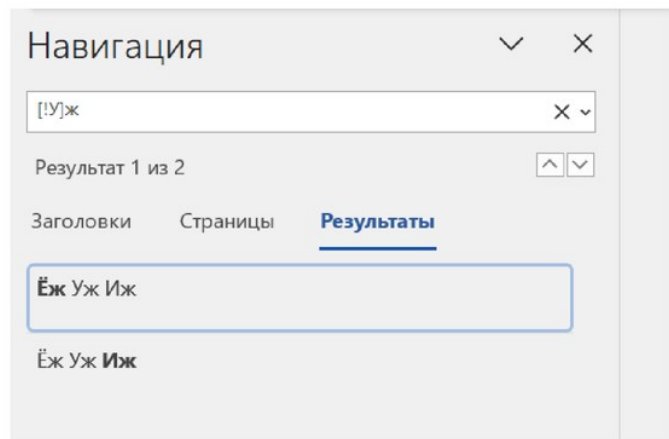 Навигация
[!У]ж
Результат 1 из 2
Заголовки Страницы Результаты
Ёж Уж Иж
Ёж Уж Иж